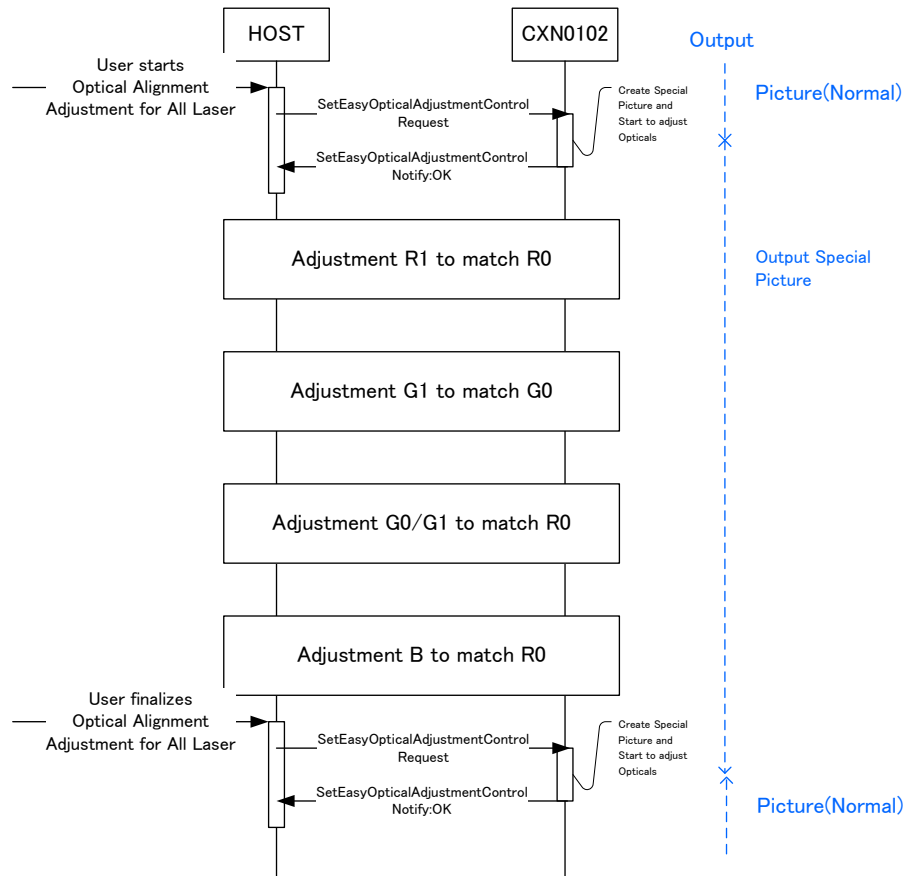 HOST
CXN0102
Output
User starts
Optical Alignment
Adjustment for All Laser
SetEasyOpticalAdjustmentControl
Request
Create Special
Picture and
Start to adjust
Opticals
Picture(Normal)
SetEasyOpticalAdjustmentControl
Notify:OK
Adjustment R1 to match R0
Output Special
Picture
Adjustment G1 to match G0
Adjustment G0/G1 to match R0
Adjustment B to match R0
User finalizes
Optical Alignment
Adjustment for All Laser
SetEasyOpticalAdjustmentControl
Request
Create Special
Picture and
Start to adjust
Opticals
SetEasyOpticalAdjustmentControl
Notify:OK
Picture(Normal)